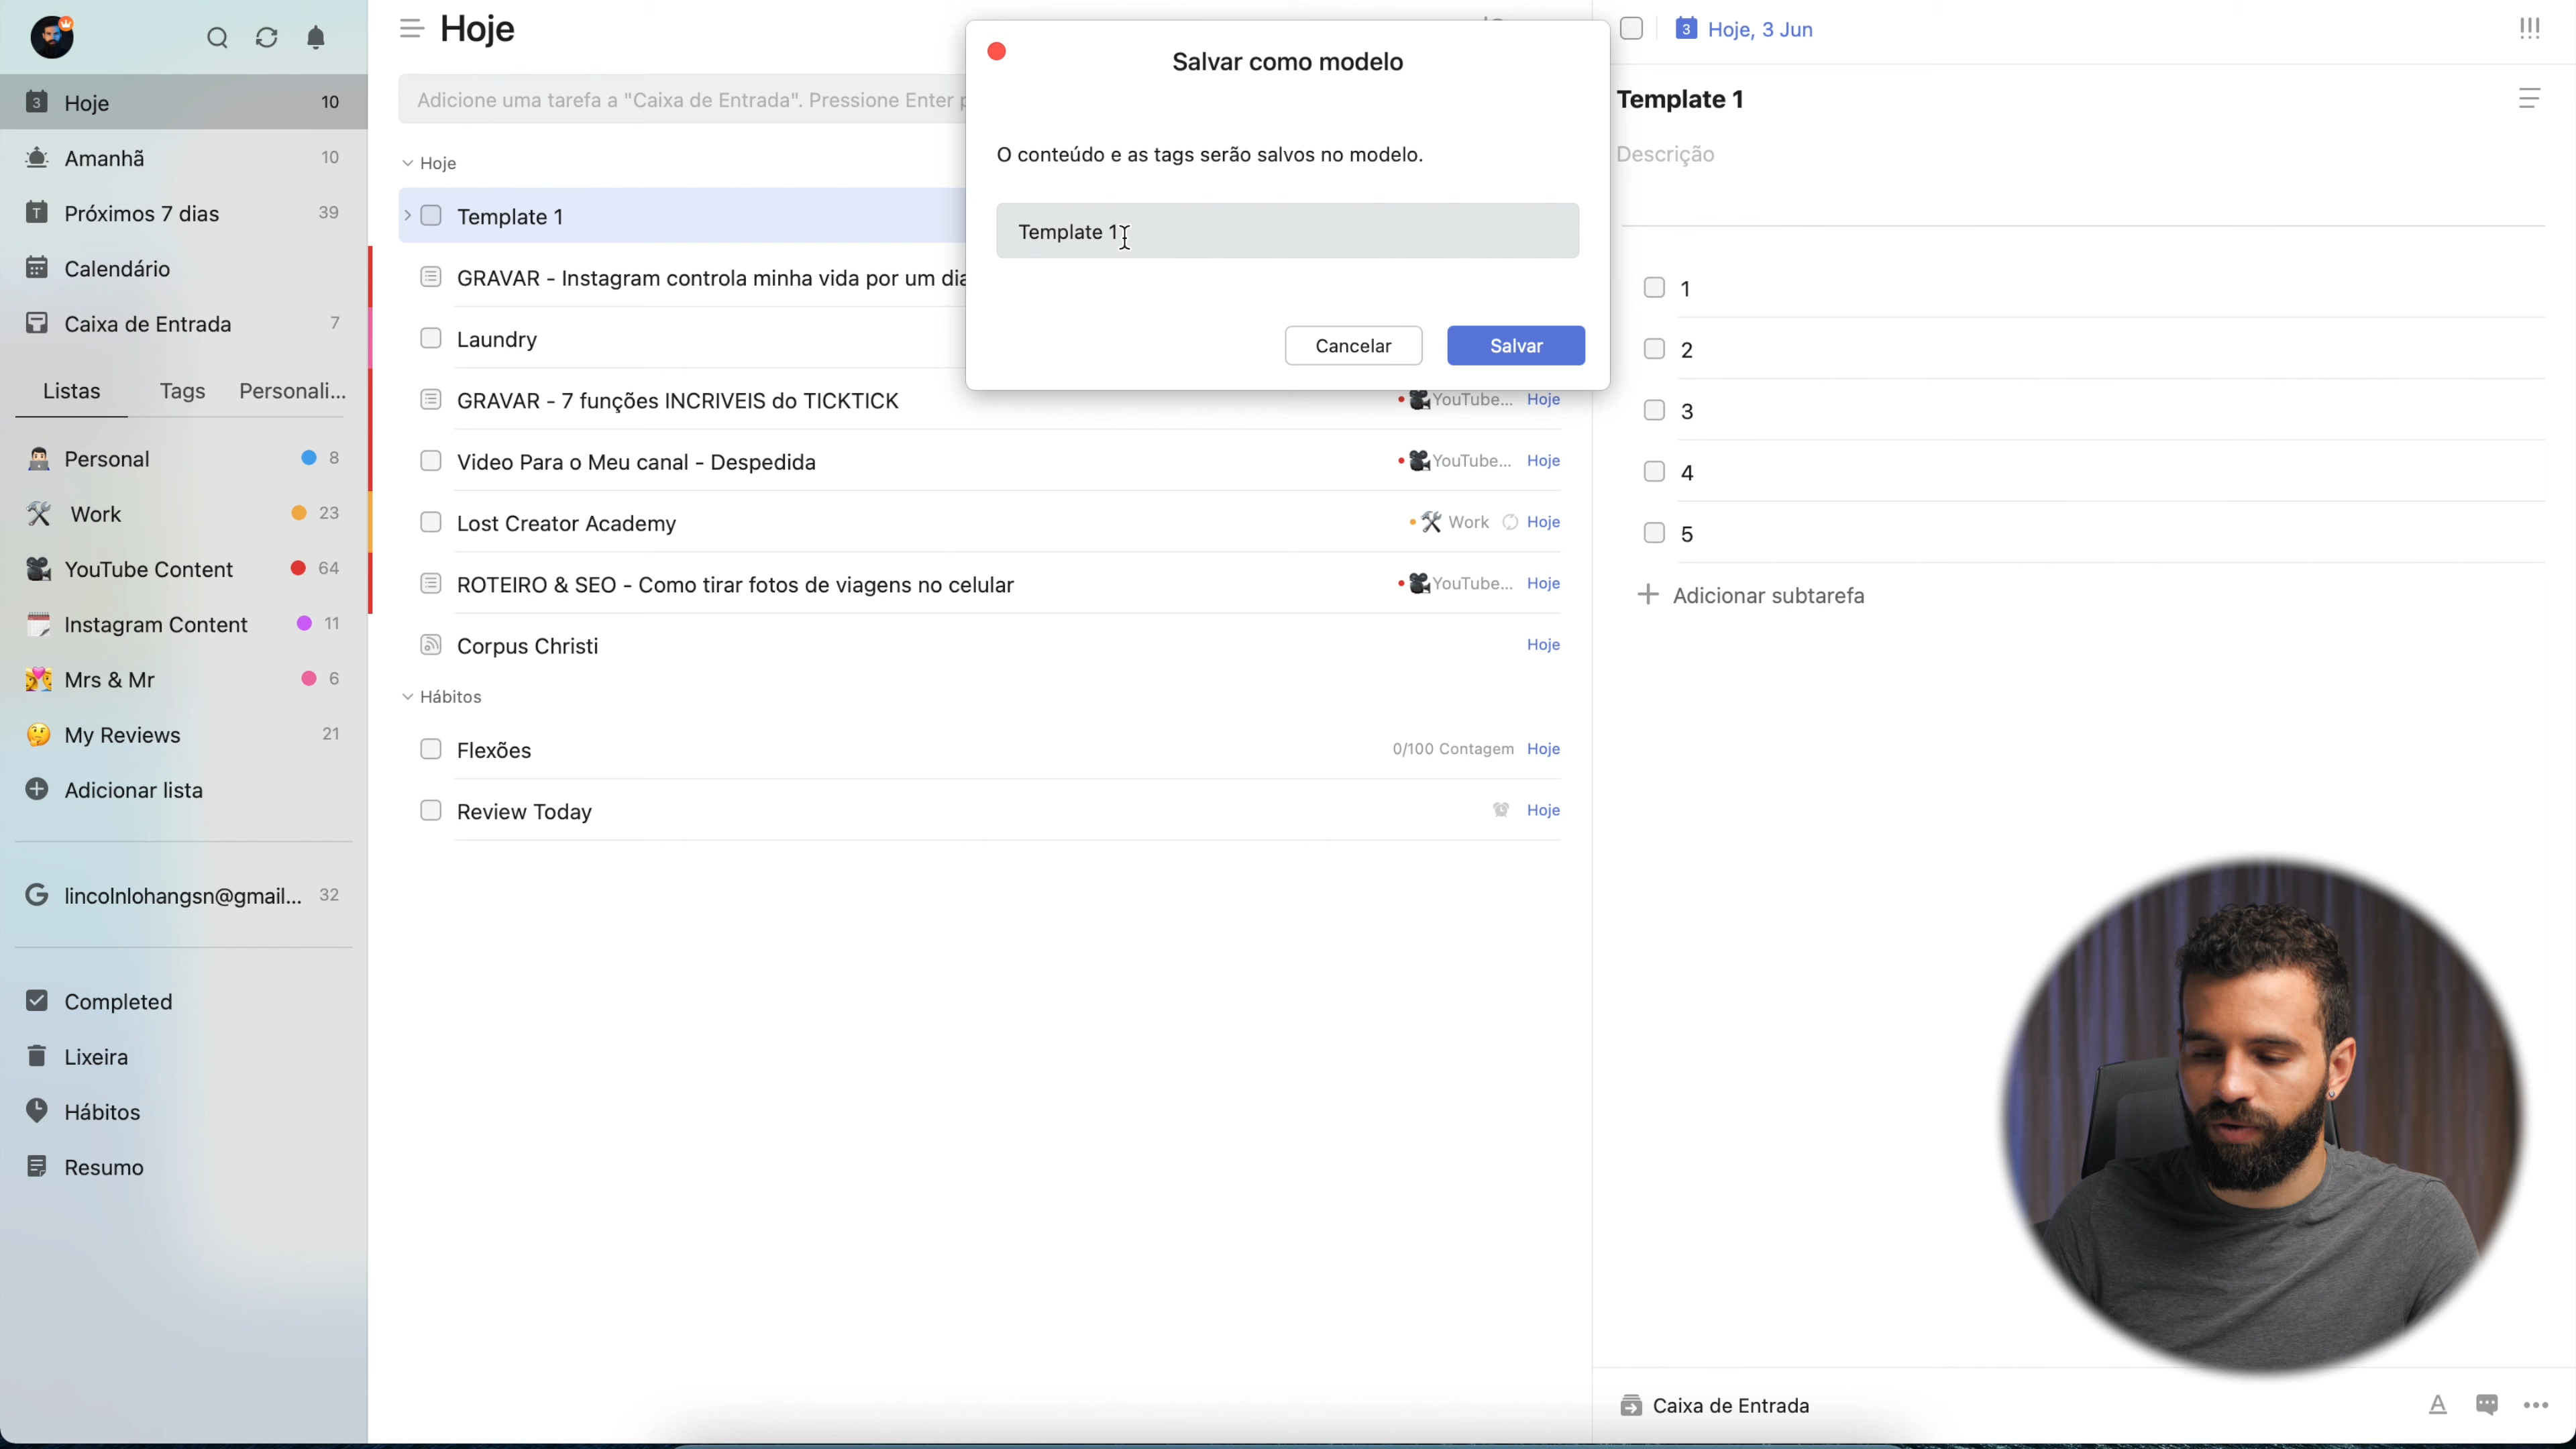 Hoje 10
Amanhã 10
Próximos 7 dias 39
Calendário
Caixa de Entrada 7
Listas Tags Personali...
Personal 8
Work 23
YouTube Content 64
Instagram Content 11
Mrs & Mr 6
My Reviews 21
Adicionar lista
lincolnlohangsn@gmail... 32
Completed
Lixeira
Hábitos
Resumo
Hoje
Adicione uma tarefa a "Caixa de Entrada". Pressione Enter
Hoje
Template 1
GRAVAR - Instagram controla minha vida por um dia
Laundry
GRAVAR - 7 funções INCRIVEIS do TICKTICK YouTube... Hoje
Video Para o Meu canal - Despedida YouTube... Hoje
Lost Creator Academy Work Hoje
ROTEIRO & SEO - Como tirar fotos de viagens no celular YouTube... Hoje
Corpus Christi Hoje
Hábitos
Flexões 0/100 Contagem Hoje
Review Today Hoje
Salvar como modelo
O conteúdo e as tags serão salvos no modelo.
Template 1
Cancelar Salvar
3 Hoje, 3 Jun
Template 1
Descrição
1
2
3
4
5
Adicionar subtarefa
Caixa de Entrada